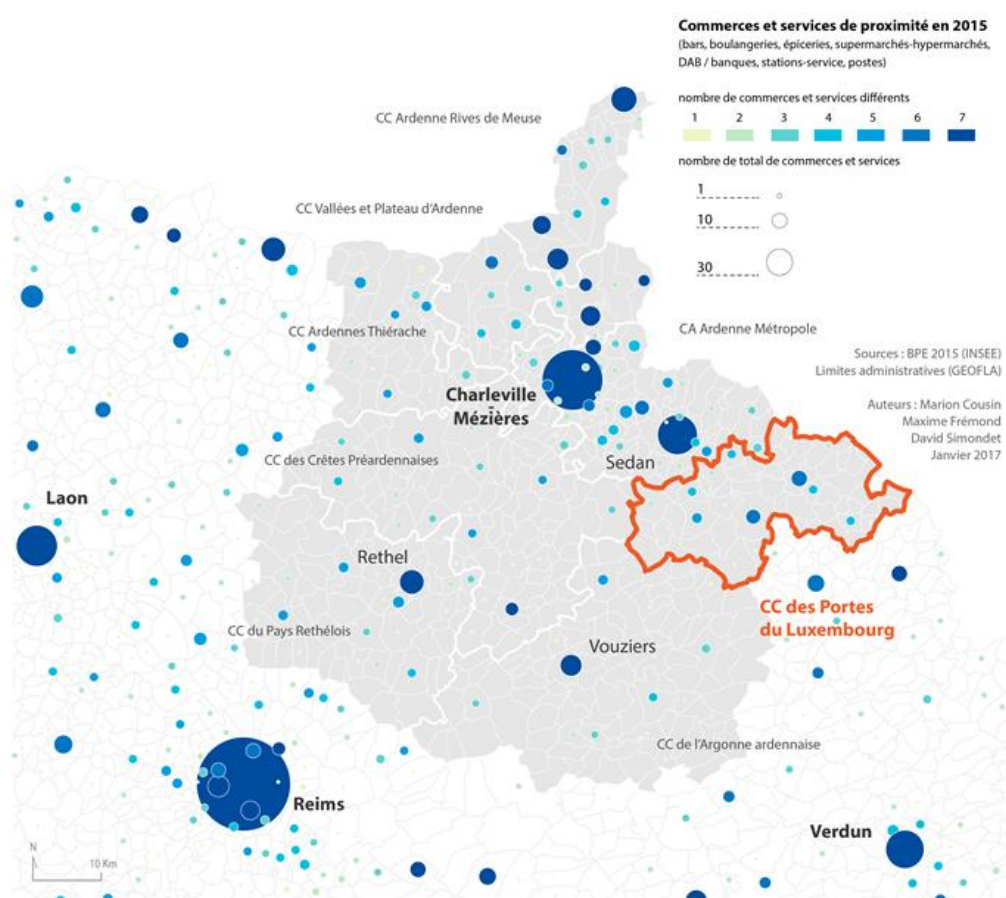 Commerces et services de proximité en 2015
(bars, boulangeries, épiceries, supermarchés-hypermarchés,
DAB / banques, stations-service, postes)
nombre de commerces et services différents
1 2 3 4 5 6 7
nombre de total de commerces et services
1
10
30
CC Ardenne Rives de Meuse
CC Vallées et Plateau d'Ardenne
CC Ardennes Thiérache
CA Ardenne Métropole
Sources : BPE 2015 (INSEE)
Limites administratives (GEOFLA)
Auteurs : Marion Cousin
Maxime Frémond
David Simondet
Janvier 2017
Charleville
-
Mézières
CC des Crêtes Préardennaises
Sedan
Laon
Rethel
CC des Portes
du Luxembourg
CC du Pays Rethélois
Vouziers
CC de l'Argonne ardennaise
Reims
Verdun
N
10 Km